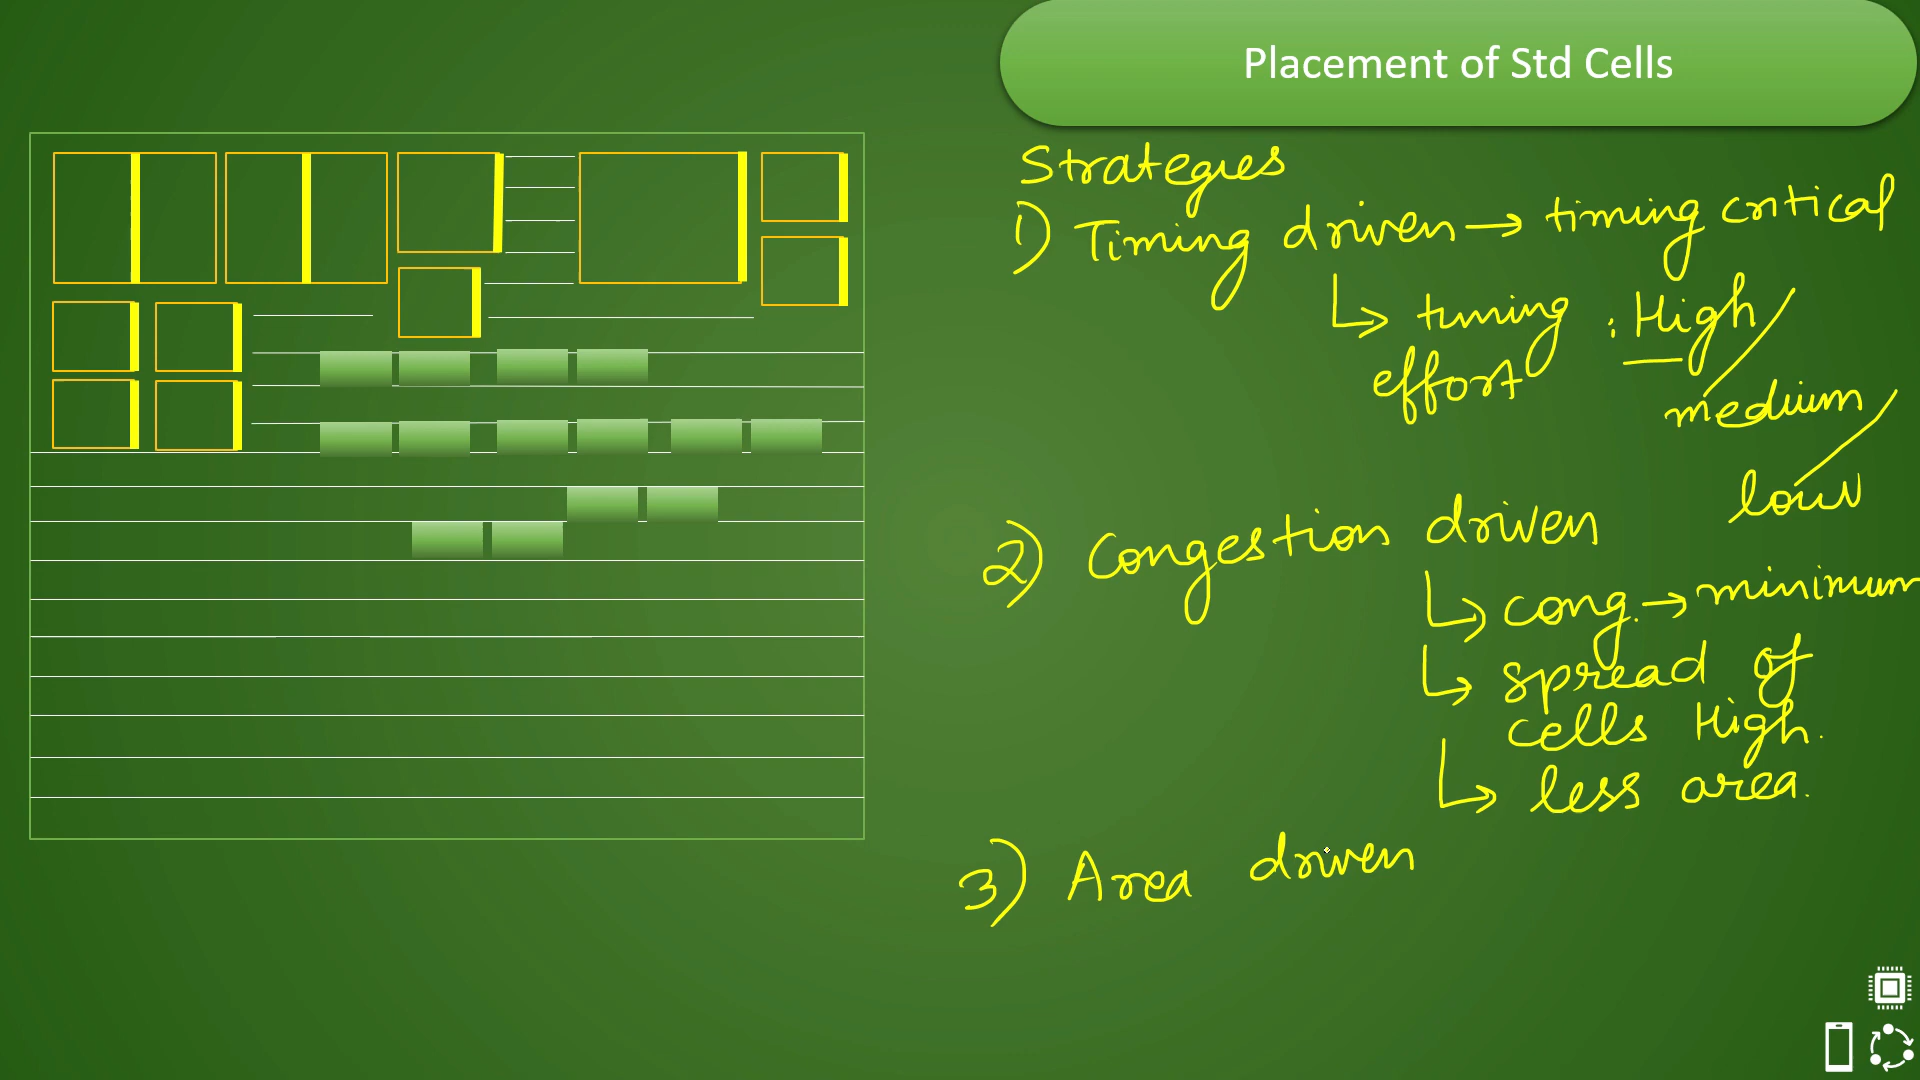 Placement of Std Cells
Strategies
1) Timing driven → timing critical
↳ timing effort : High / medium / low
2) Congestion driven
↳ cong. → minimum
↳ spread of
cells High.
↳ less area.
3) Area driven